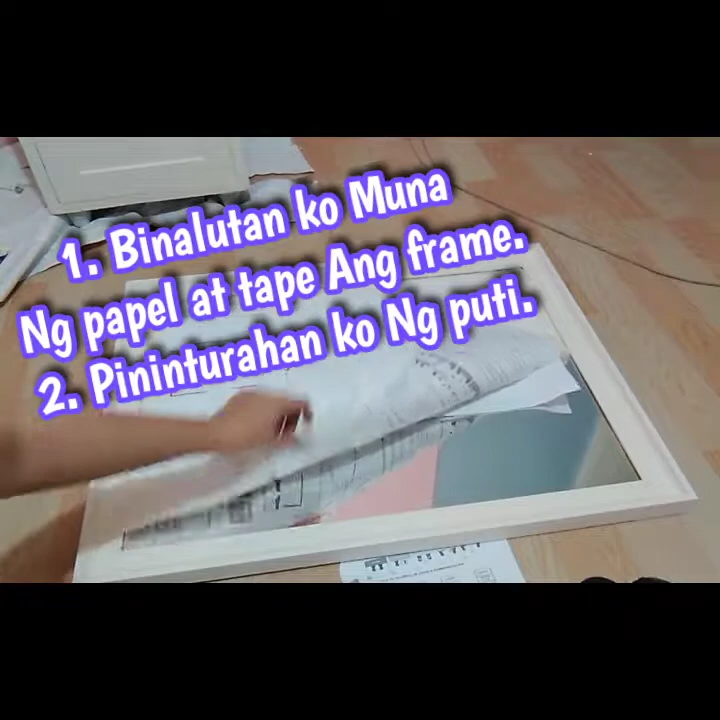 1. Binalutan ko Muna
Ng papel at tape Ang frame.
2. Pininturahan ko Ng puti.